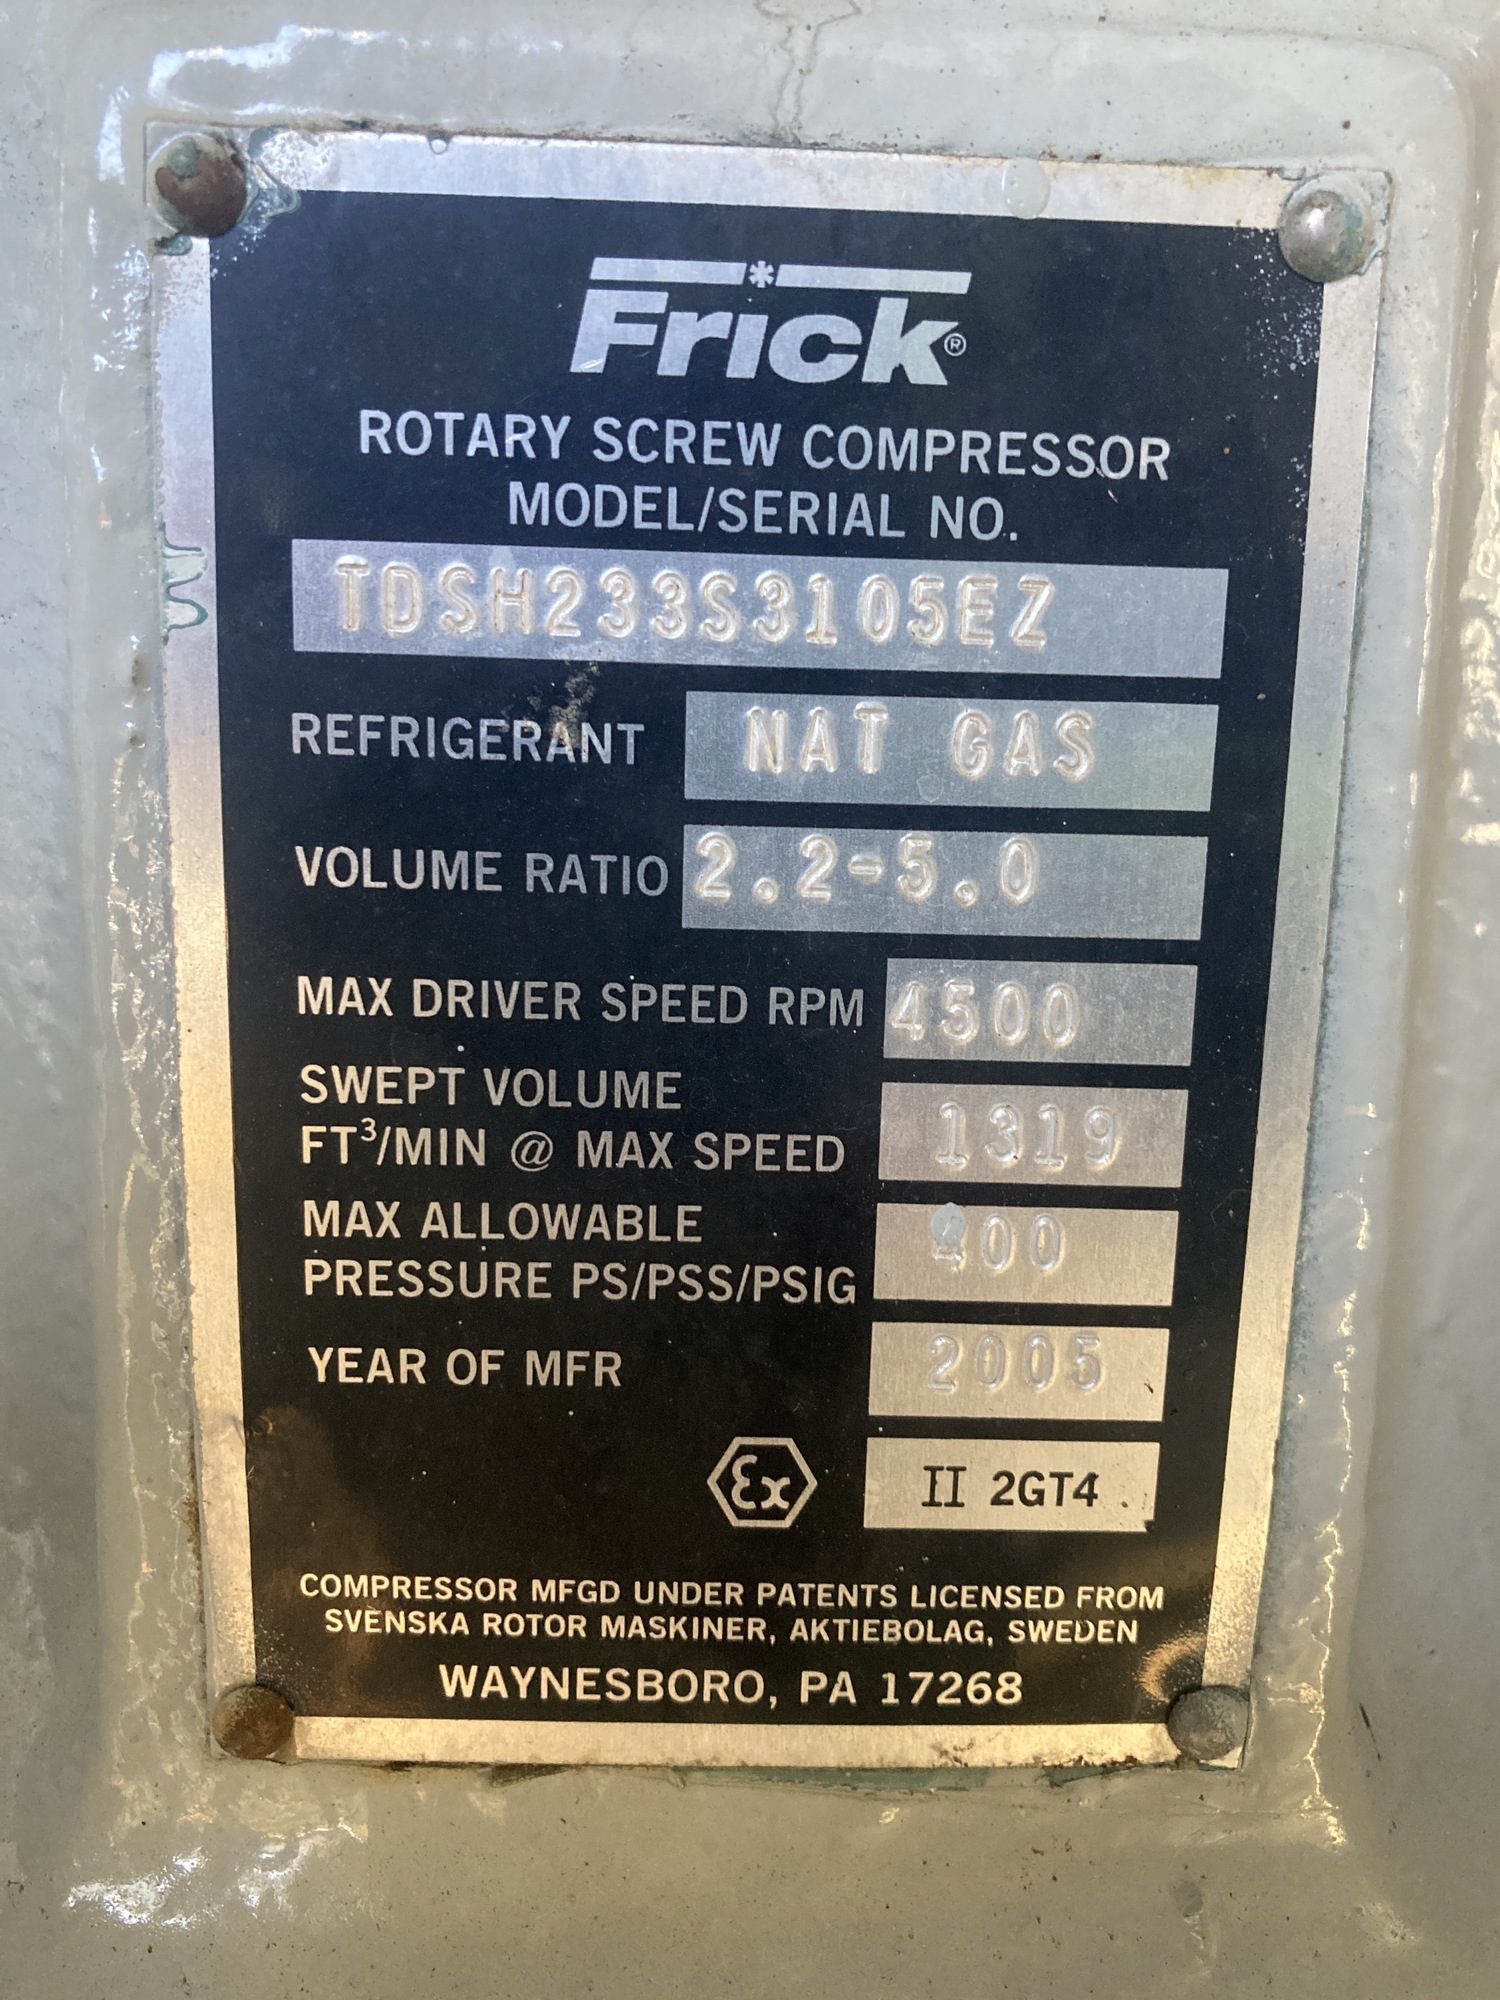 Frick®
ROTARY SCREW COMPRESSOR
MODEL/SERIAL NO.
TDSH233S3105EZ
REFRIGERANT NAT GAS
VOLUME RATIO 2.2-5.0
MAX DRIVER SPEED RPM 4500
SWEPT VOLUME
FT³/MIN @ MAX SPEED 1319
MAX ALLOWABLE
PRESSURE PS/PSS/PSIG 400
YEAR OF MFR 2005
Ex II 2GT4
COMPRESSOR MFGD UNDER PATENTS LICENSED FROM
SVENSKA ROTOR MASKINER, AKTIEBOLAG, SWEDEN
WAYNESBORO, PA 17268